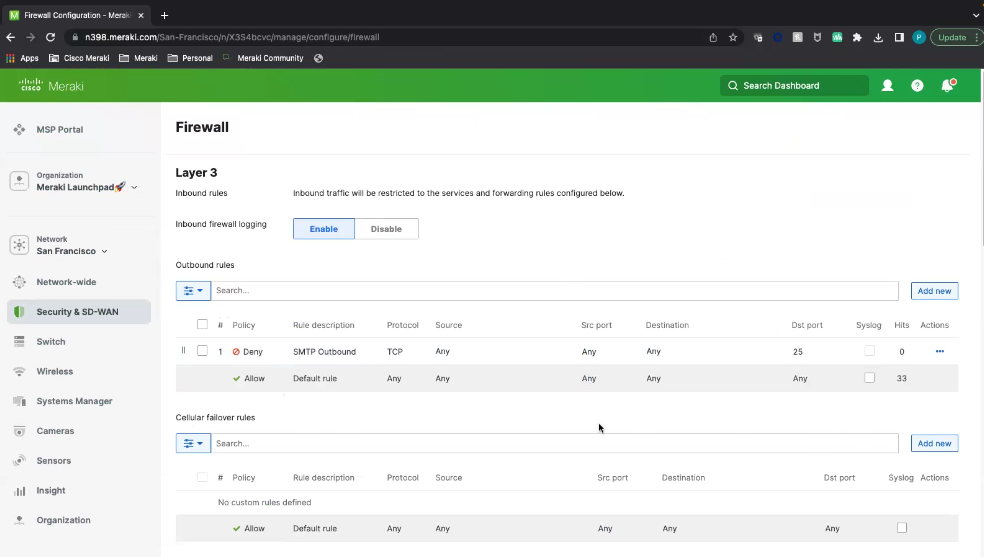 Firewall Configuration - Merak
n398.meraki.com/San-Francisco/n/X3S4bcvc/manage/configure/firewall
P
Update
Apps Cisco Meraki Meraki Personal Meraki Community
CISCO Meraki
Search Dashboard
MSP Portal
Organization
Meraki Launchpad🚀
Network
San Francisco
Network-wide
Security & SD-WAN
Switch
Wireless
Systems Manager
Cameras
Sensors
Insight
Organization
Firewall
Layer 3
Inbound rules Inbound traffic will be restricted to the services and forwarding rules configured below.
Inbound firewall logging Enable Disable
Outbound rules
Search... Add new
# Policy Rule description Protocol Source Src port Destination Dst port Syslog Hits Actions
1 Deny SMTP Outbound TCP Any Any Any 25 0 •••
Allow Default rule Any Any Any Any Any 33
Cellular failover rules
Search... Add new
# Policy Rule description Protocol Source Src port Destination Dst port Syslog Actions
No custom rules defined
Allow Default rule Any Any Any Any Any